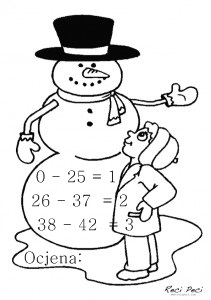 0 - 25 = 1
26 - 37 = 2
38 - 42 = 3
Ocjena:
Reci Peci